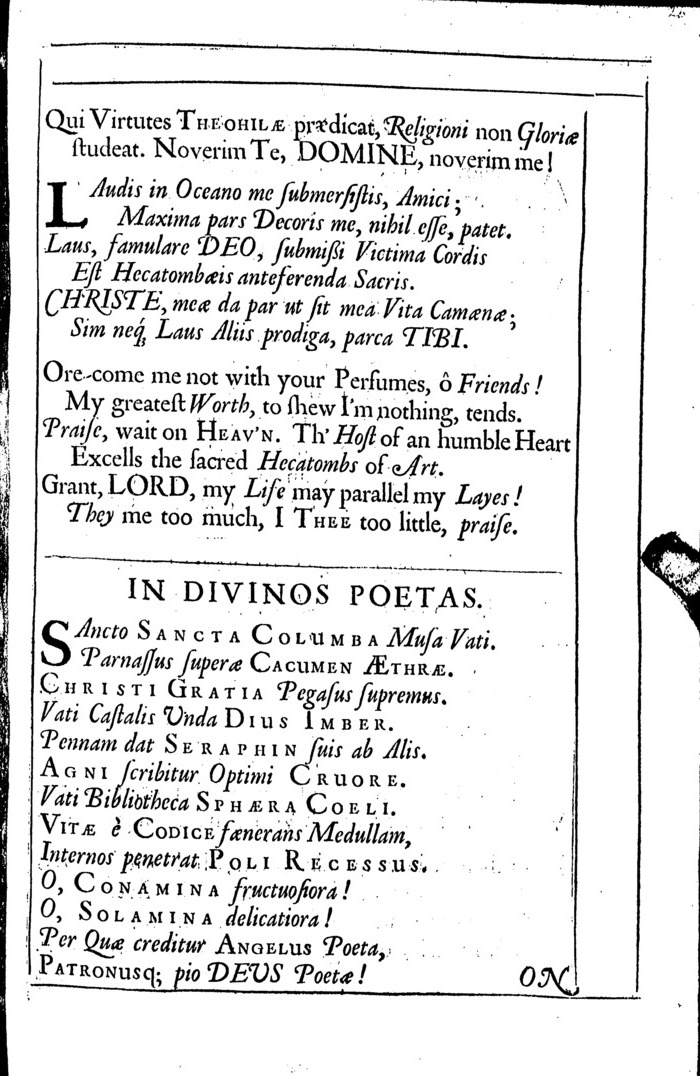 Qui Virtutes THEOHILÆ prædicat, Religioni non Gloriæ
ſtudeat. Noverim Te, DOMINE, noverim me!
LAudis in Oceano me ſubmerſiſtis, Amici;
Maxima pars Decoris me, nihil eſſe, patet.
Laus, famulare DEO, ſubmißi Victima Cordis
Eſt Hecatombæis anteferenda Sacris.
CHRISTE, meæ da par ut ſit mea Vita Camænæ;
Sim neq́; Laus Aliis prodiga, parca TIBI.
Ore-come me not with your Perfumes, ô Friends!
My greateſt Worth, to ſhew I'm nothing, tends.
Praiſe, wait on HEAV'N. Th' Hoſt of an humble Heart
Excells the ſacred Hecatombs of Art.
Grant, LORD, my Life may parallel my Layes!
They me too much, I THEE too little, praiſe.
IN DIVINOS POETAS.
SAncto SANCTA COLUMBA Muſa Vati.
Parnaſſus ſuperæ CACUMEN ÆTHRÆ.
CHRISTI GRATIA Pegaſus ſupremus.
Vati Caſtalis Unda DIUS IMBER.
Pennam dat SERAPHIN ſuis ab Alis.
AGNI ſcribitur Optimi CRUORE.
Vati Bibliotheca SPHÆRA COELI.
VITÆ è CODICE fænerans Medullam,
Internos penetrat POLI RECESSUS.
O, CONAMINA fructuoſiora!
O, SOLAMINA delicatiora!
Per Quæ creditur ANGELUS Poeta,
PATRONUSq; pio DEUS Poetæ!
ON